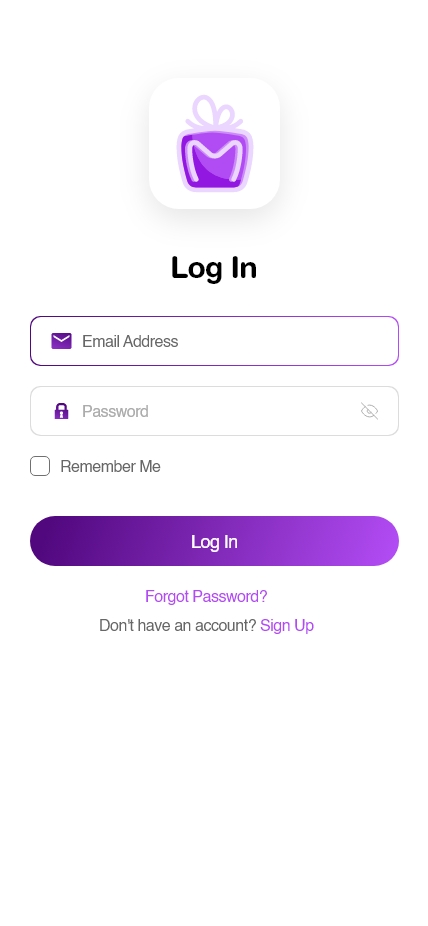 Log In
Email Address
Password
Remember Me
Log In
Forgot Password?
Don't have an account? Sign Up